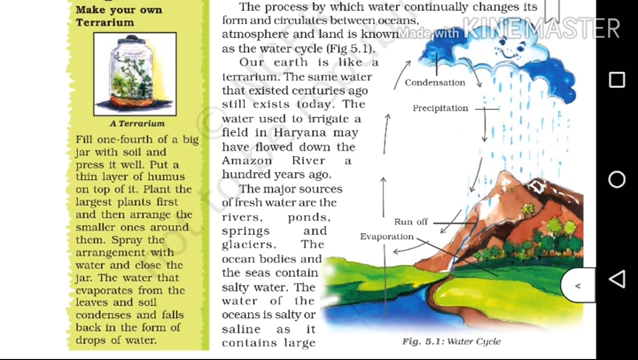 Make your own
Terrarium
A Terrarium
Fill one-fourth of a big
jar with soil and
press it well. Put a
thin layer of humus
on top of it. Plant the
largest plants first
and then arrange the
smaller ones around
them. Spray the
arrangement with
water and close the
jar. The water that
evaporates from the
leaves and soil
condenses and falls
back in the form of
drops of water.
The process by which water continually changes its
form and circulates between oceans,
atmosphere and land is known
as the water cycle (Fig 5.1).
Our earth is like a
terrarium. The same water
that existed centuries ago
still exists today. The
water used to irrigate a
field in Haryana may
have flowed down the
Amazon River a
hundred years ago.
The major sources
of fresh water are the
rivers, ponds,
springs and
glaciers. The
ocean bodies and
the seas contain
salty water. The
water of the
oceans is salty or
saline as it
contains large
Made with KINEMASTER
Condensation
Precipitation
Run off
Evaporation
Fig. 5.1: Water Cycle